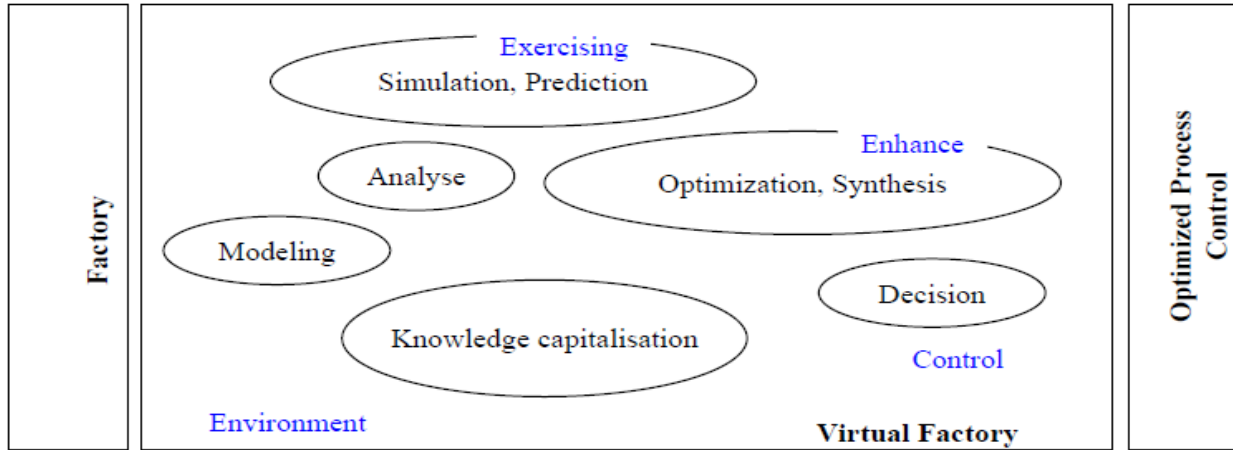 Factory
Exercising
Simulation, Prediction
Enhance
Analyse
Optimization, Synthesis
Modeling
Decision
Knowledge capitalisation
Control
Environment
Virtual Factory
Optimized Process
Control